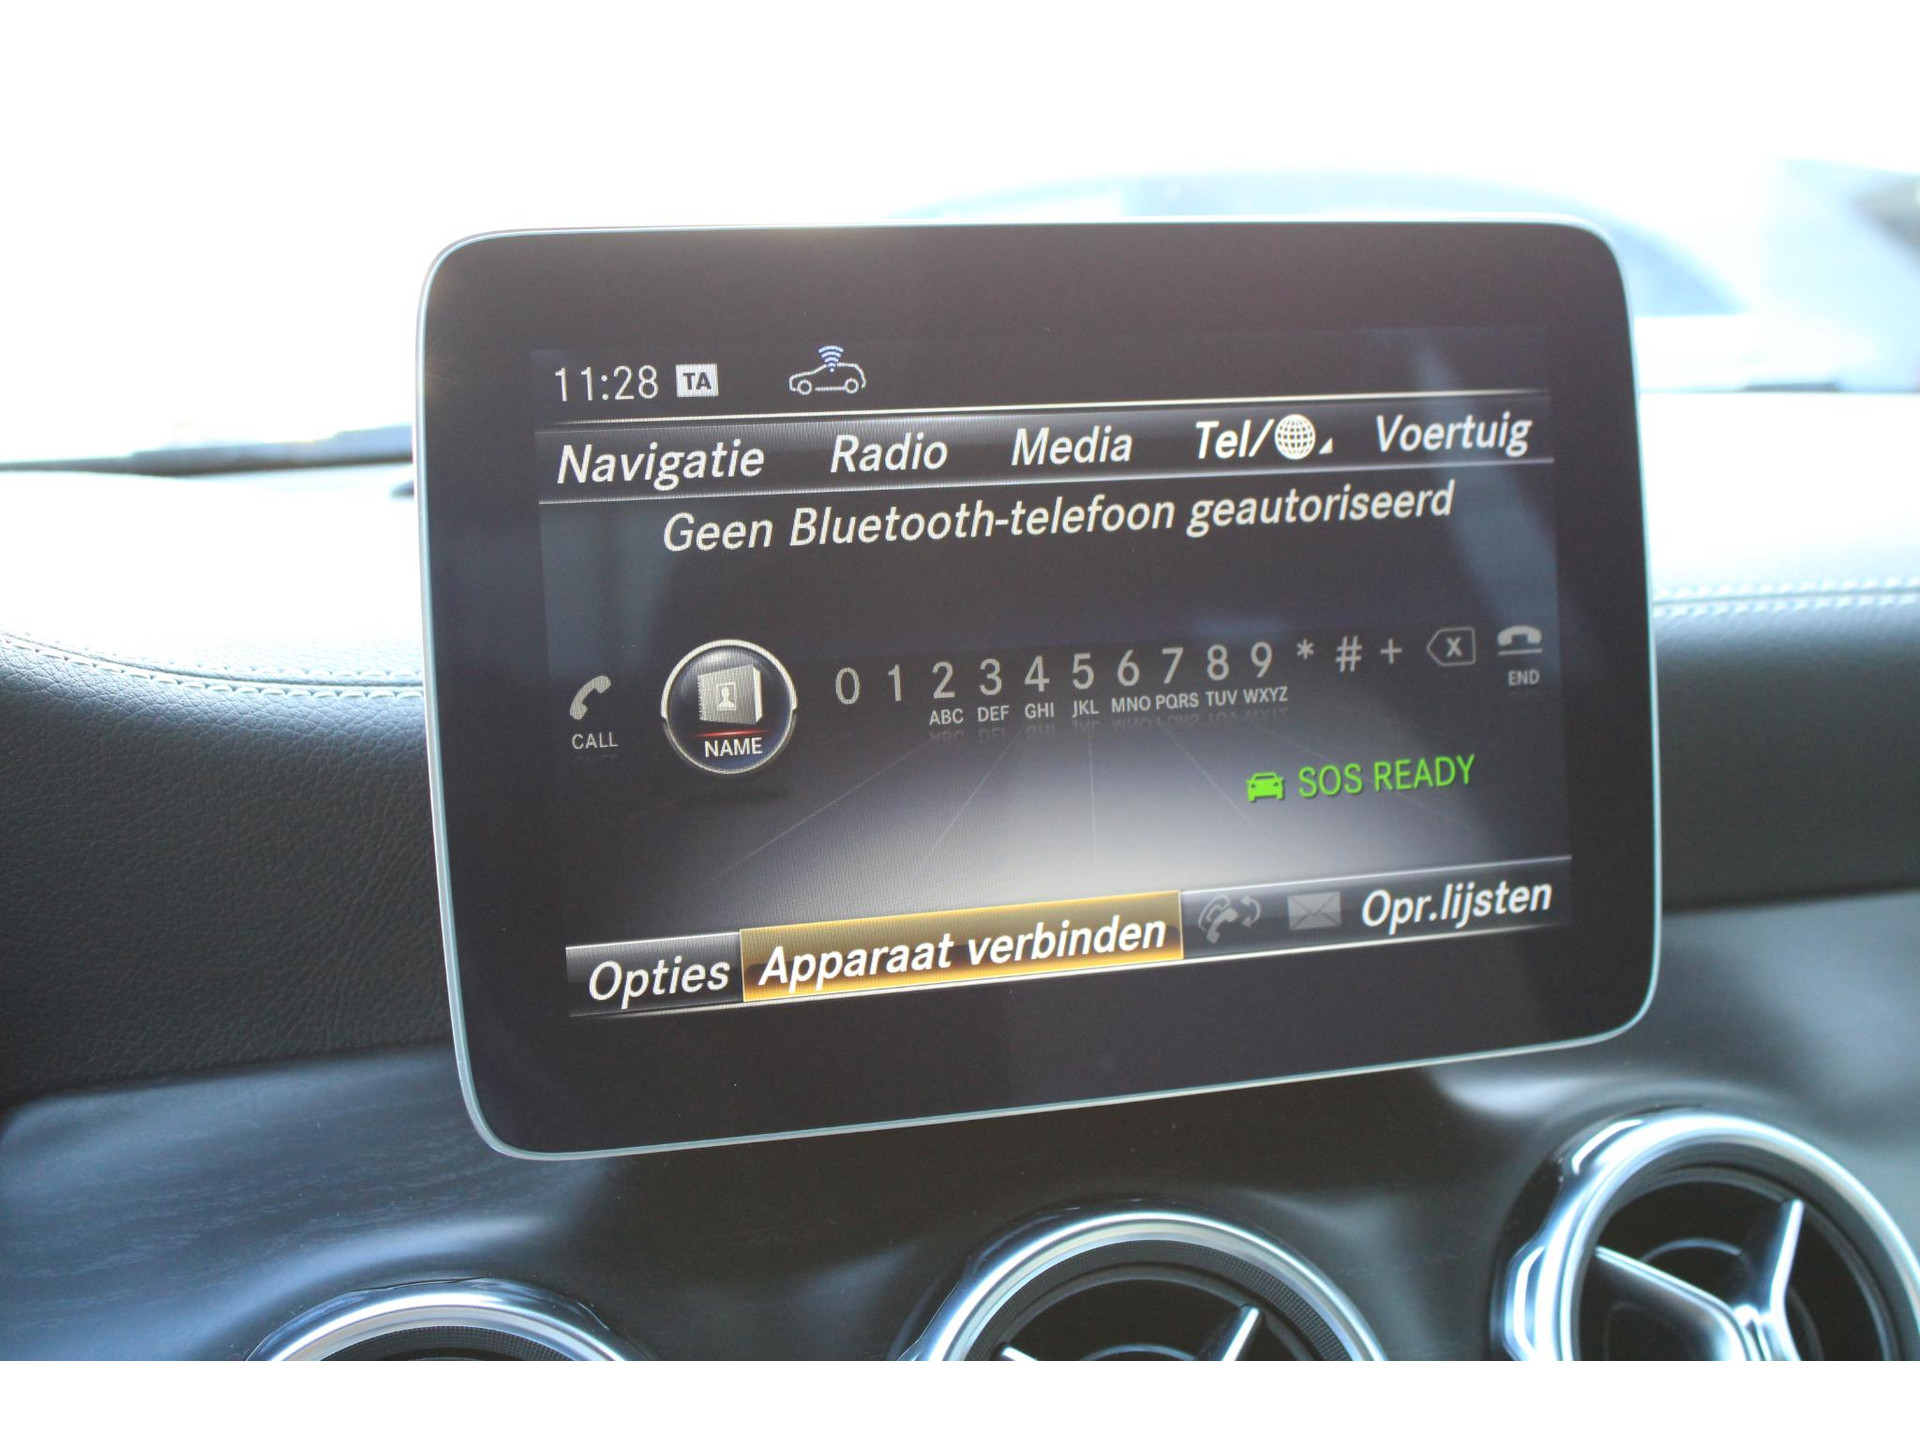 11:28 TA
Navigatie Radio Media Tel/ Voertuig
Geen Bluetooth-telefoon geautoriseerd
CALL NAME 0 1 2 3 4 5 6 7 8 9 * # + X END
ABC DEF GHI JKL MNO PQRS TUV WXYZ
SOS READY
Opties Apparaat verbinden Opr.lijsten